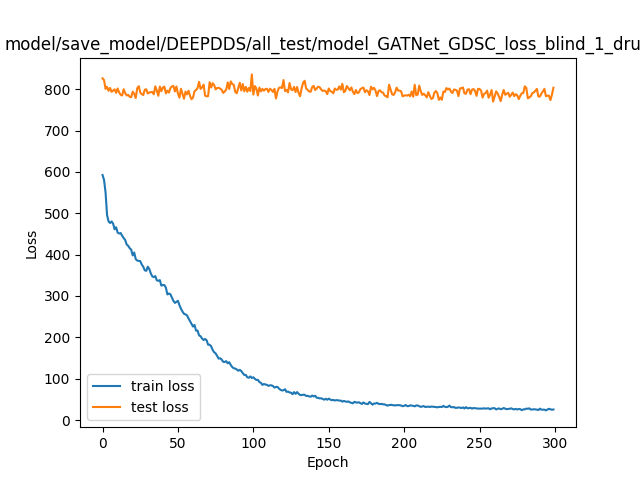 model/save_model/DEEPDDS/all_test/model_GATNet_GDSC_loss_blind_1_dru
800
700
600
500
400
300
200
100
0
Loss
train loss
test loss
0 50 100 150 200 250 300
Epoch